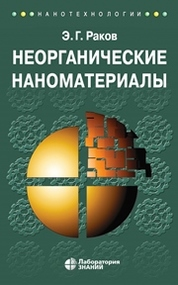 НАНОТЕХНОЛОГИИ
Э. Г. Раков
НЕОРГАНИЧЕСКИЕ
НАНОМАТЕРИАЛЫ
Лаборатория
ЗНАНИЙ